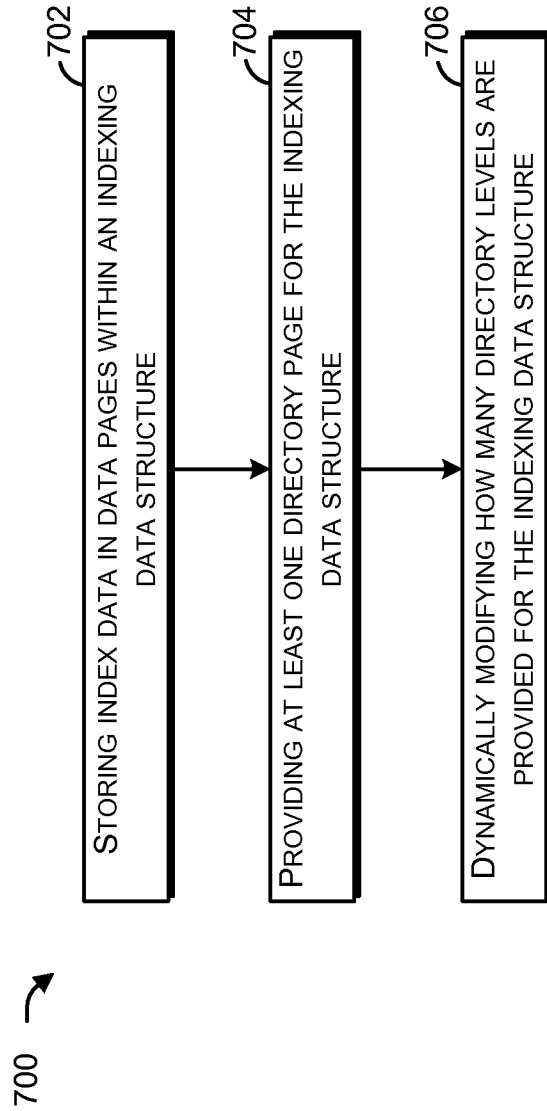 700
702
STORING INDEX DATA IN DATA PAGES WITHIN AN INDEXING
DATA STRUCTURE
704
PROVIDING AT LEAST ONE DIRECTORY PAGE FOR THE INDEXING
DATA STRUCTURE
706
DYNAMICALLY MODIFYING HOW MANY DIRECTORY LEVELS ARE
PROVIDED FOR THE INDEXING DATA STRUCTURE